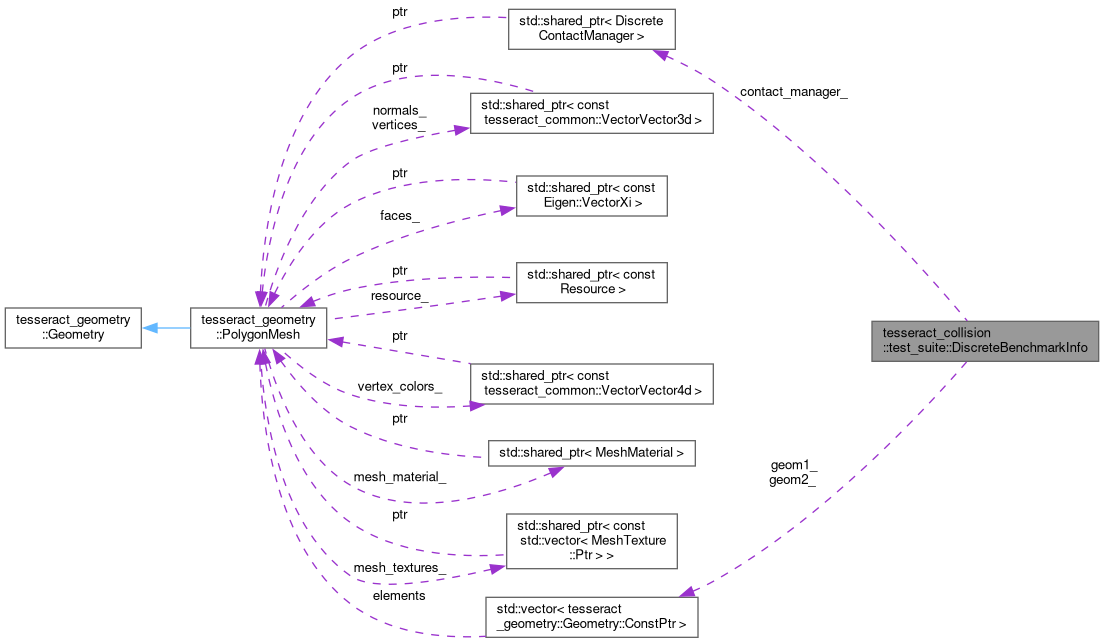 ptr
std::shared_ptr< Discrete
ContactManager >
contact_manager_
ptr
std::shared_ptr< const
tesseract_common::VectorVector3d >
normals_
vertices_
ptr
std::shared_ptr< const
Eigen::VectorXi >
faces_
ptr
std::shared_ptr< const
Resource >
resource_
tesseract_geometry
::Geometry
tesseract_geometry
::PolygonMesh
tesseract_collision
::test_suite::DiscreteBenchmarkInfo
ptr
std::shared_ptr< const
tesseract_common::VectorVector4d >
vertex_colors_
ptr
std::shared_ptr< MeshMaterial >
mesh_material_
geom1_
geom2_
ptr
std::shared_ptr< const
std::vector< MeshTexture
::Ptr > >
mesh_textures_
elements
std::vector< tesseract
_geometry::Geometry::ConstPtr >